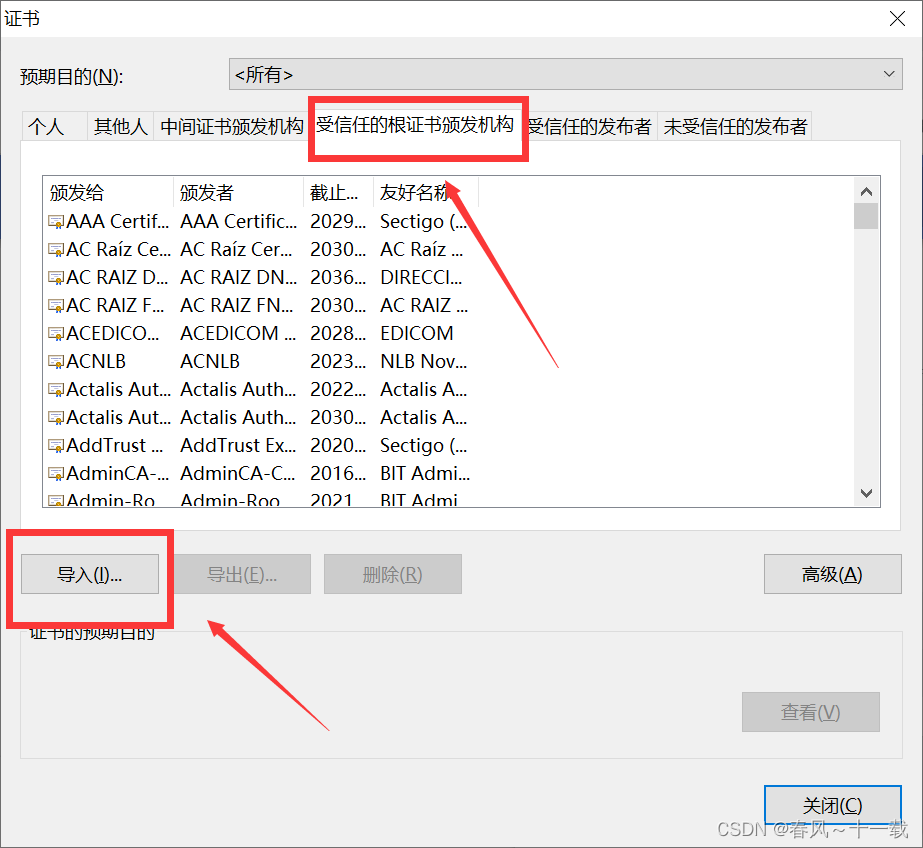 证书
预期目的(N):
<所有>
个人 其他人 中间证书颁发机构 受信任的根证书颁发机构 受信任的发布者 未受信任的发布者
颁发给 颁发者 截止... 友好名称
AAA Certif... AAA Certific... 2029... Sectigo (...
AC Raíz Ce... AC Raíz Cer... 2030... AC Raíz ...
AC RAIZ D... AC RAIZ DN... 2036... DIRECCI...
AC RAIZ F... AC RAIZ FN... 2030... AC RAIZ ...
ACEDICO... ACEDICOM ... 2028... EDICOM
ACNLB ACNLB 2023... NLB Nov...
Actalis Aut... Actalis Auth... 2022... Actalis A...
Actalis Aut... Actalis Auth... 2030... Actalis A...
AddTrust ... AddTrust Ex... 2020... Sectigo (...
AdminCA-... AdminCA-C... 2016... BIT Admi...
Admin-Ro Admin-Roo 2021 BIT Admi
导入(I)... 导出(E)... 删除(R) 高级(A)
证书的预期目的
查看(V)
关闭(C)
CSDN @春风~十一载